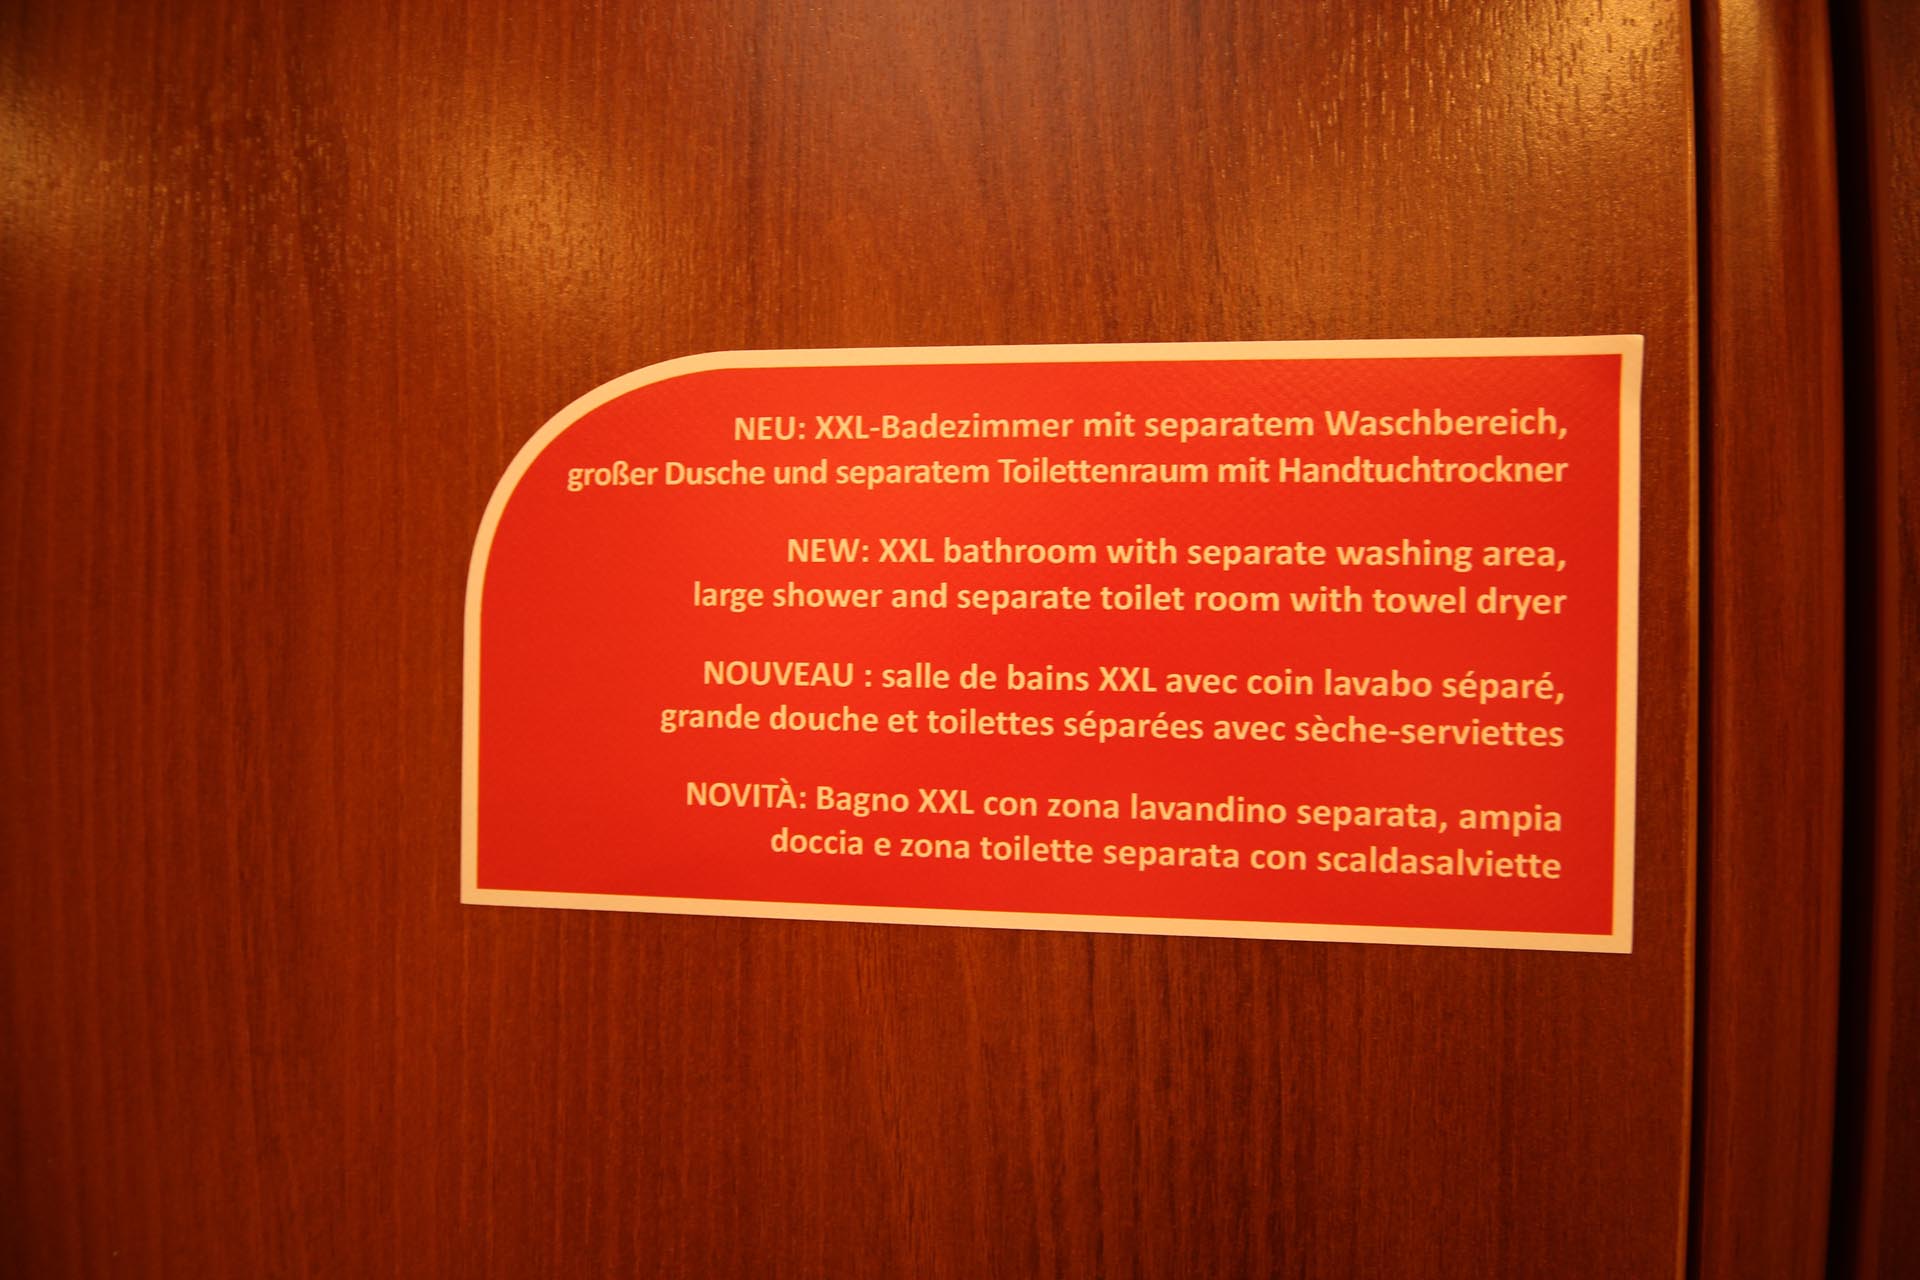 NEU: XXL-Badezimmer mit separatem Waschbereich,
großer Dusche und separatem Toilettenraum mit Handtuchtrockner
NEW: XXL bathroom with separate washing area,
large shower and separate toilet room with towel dryer
NOUVEAU : salle de bains XXL avec coin lavabo séparé,
grande douche et toilettes séparées avec sèche-serviettes
NOVITÀ: Bagno XXL con zona lavandino separata, ampia
doccia e zona toilette separata con scaldasalviette